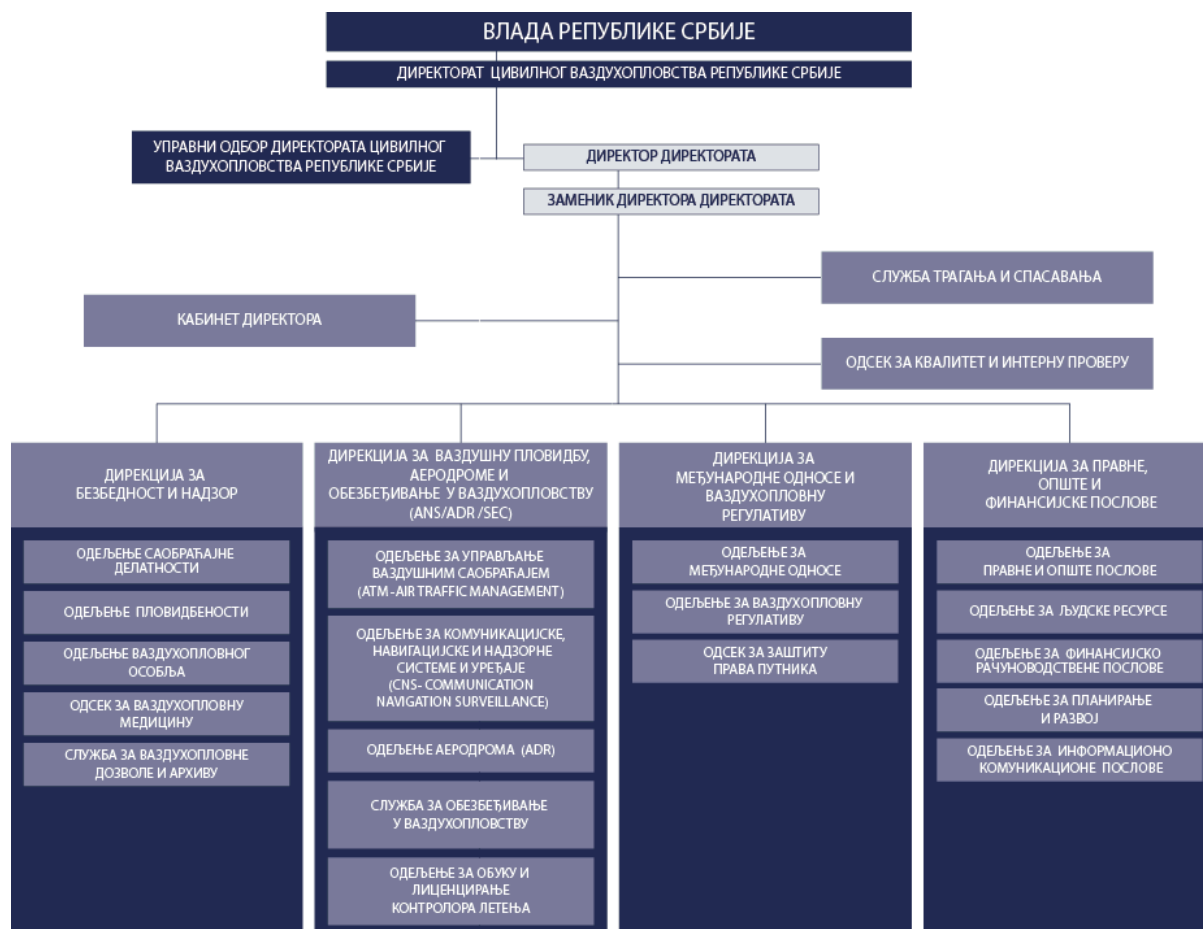 ВЛАДА РЕПУБЛИКЕ СРБИЈЕ
ДИРЕКТОРАТ ЦИВИЛНОГ ВАЗДУХОПЛОВСТВА РЕПУБЛИКЕ СРБИЈЕ
УПРАВНИ ОДБОР ДИРЕКТОРАТА ЦИВИЛНОГ
ВАЗДУХОПЛОВСТВА РЕПУБЛИКЕ СРБИЈЕ
ДИРЕКТОР ДИРЕКТОРАТА
ЗАМЕНИК ДИРЕКТОРА ДИРЕКТОРАТА
СЛУЖБА ТРАГАЊА И СПАСАВАЊА
КАБИНЕТ ДИРЕКТОРА
ОДСЕК ЗА КВАЛИТЕТ И ИНТЕРНУ ПРОВЕРУ
ДИРЕКЦИЈА ЗА
БЕЗБЕДНОСТ И НАДЗОР
ОДЕЉЕЊЕ САОБРАЋАЈНЕ
ДЕЛАТНОСТИ
ОДЕЉЕЊЕ ПЛОВИДБЕНОСТИ
ОДЕЉЕЊЕ ВАЗДУХОПЛОВНОГ
ОСОБЉА
ОДСЕК ЗА ВАЗДУХОПЛОВНУ
МЕДИЦИНУ
СЛУЖБА ЗА ВАЗДУХОПЛОВНЕ
ДОЗВОЛЕ И АРХИВУ
ДИРЕКЦИЈА ЗА ВАЗДУШНУ ПЛОВИДБУ,
АЕРОДРОМЕ И
ОБЕЗБЕЂИВАЊЕ У ВАЗДУХОПЛОВСТВУ
(ANS/ADR /SEC)
ОДЕЉЕЊЕ ЗА УПРАВЉАЊЕ
ВАЗДУШНИМ САОБРАЋАЈЕМ
(ATM -AIR TRAFFIC MANAGEMENT)
ОДЕЉЕЊЕ ЗА КОМУНИКАЦИЈСКЕ,
НАВИГАЦИЈСКЕ И НАДЗОРНЕ
СИСТЕМЕ И УРЕЂАЈЕ
(CNS- COMMUNICATION
NAVIGATION SURVEILLANCE)
ОДЕЉЕЊЕ АЕРОДРОМА (ADR)
СЛУЖБА ЗА ОБЕЗБЕЂИВАЊЕ
У ВАЗДУХОПЛОВСТВУ
ОДЕЉЕЊЕ ЗА ОБУКУ И
ЛИЦЕНЦИРАЊЕ
КОНТРОЛОРА ЛЕТЕЊА
ДИРЕКЦИЈА ЗА
МЕЂУНАРОДНЕ ОДНОСЕ И
ВАЗДУХОПЛОВНУ
РЕГУЛАТИВУ
ОДЕЉЕЊЕ ЗА
МЕЂУНАРОДНЕ ОДНОСЕ
ОДЕЉЕЊЕ ЗА ВАЗДУХОПЛОВНУ
РЕГУЛАТИВУ
ОДСЕК ЗА ЗАШТИТУ
ПРАВА ПУТНИКА
ДИРЕКЦИЈА ЗА ПРАВНЕ,
ОПШТЕ И
ФИНАНСИЈСКЕ ПОСЛОВЕ
ОДЕЉЕЊЕ ЗА
ПРАВНЕ И ОПШТЕ ПОСЛОВЕ
ОДЕЉЕЊЕ ЗА ЉУДСКЕ РЕСУРСЕ
ОДЕЉЕЊЕ ЗА ФИНАНСИЈСКО
РАЧУНОВОДСТВЕНЕ ПОСЛОВЕ
ОДЕЉЕЊЕ ЗА ПЛАНИРАЊЕ
И РАЗВОЈ
ОДЕЉЕЊЕ ЗА ИНФОРМАЦИОНО
КОМУНИКАЦИОНЕ ПОСЛОВЕ